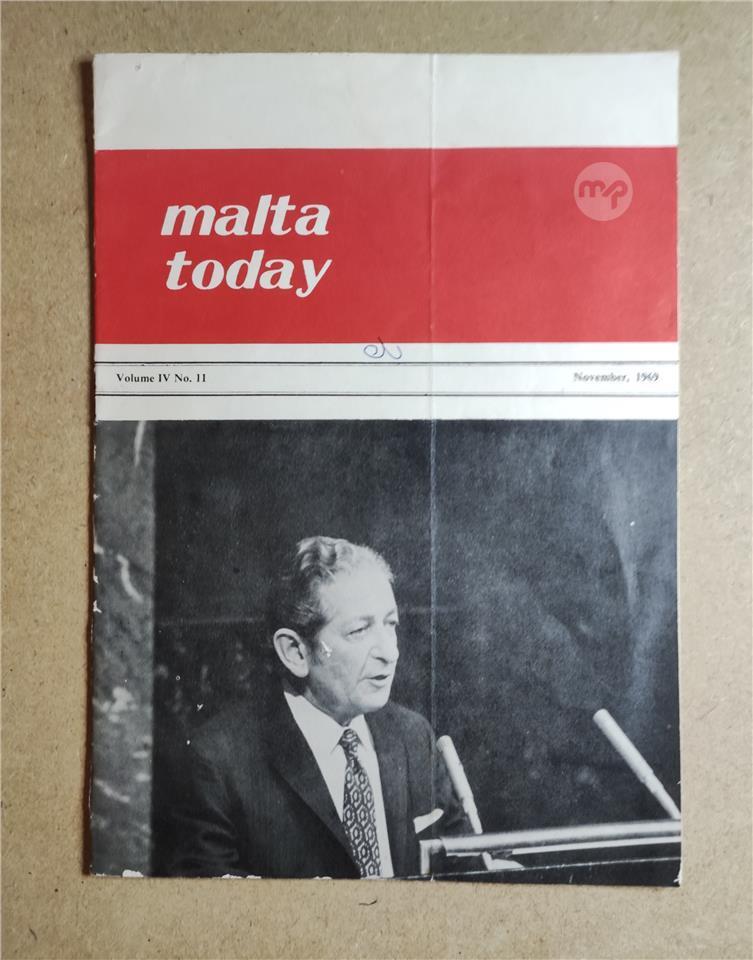 malta
today
mp
Volume IV No. 11
November, 1969